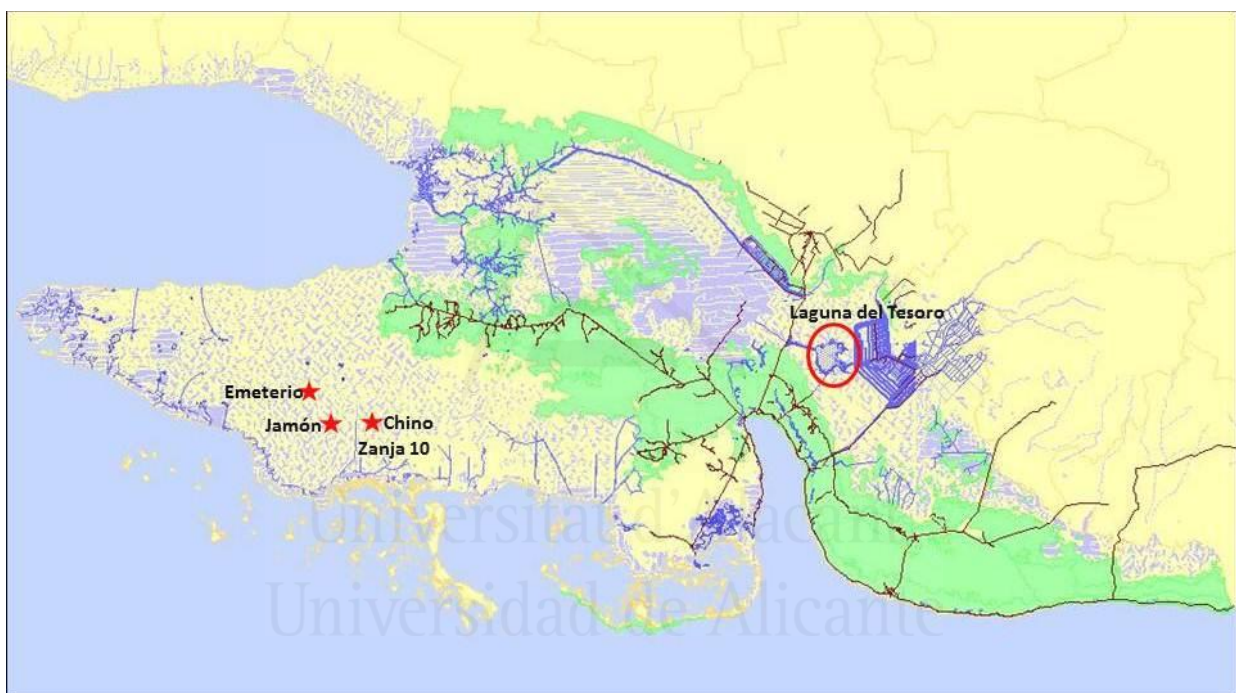 Laguna del Tesoro
Emeterio
Jamón
Chino
Zanja 10
Universitat d'Alacant
Universidad de Alicante